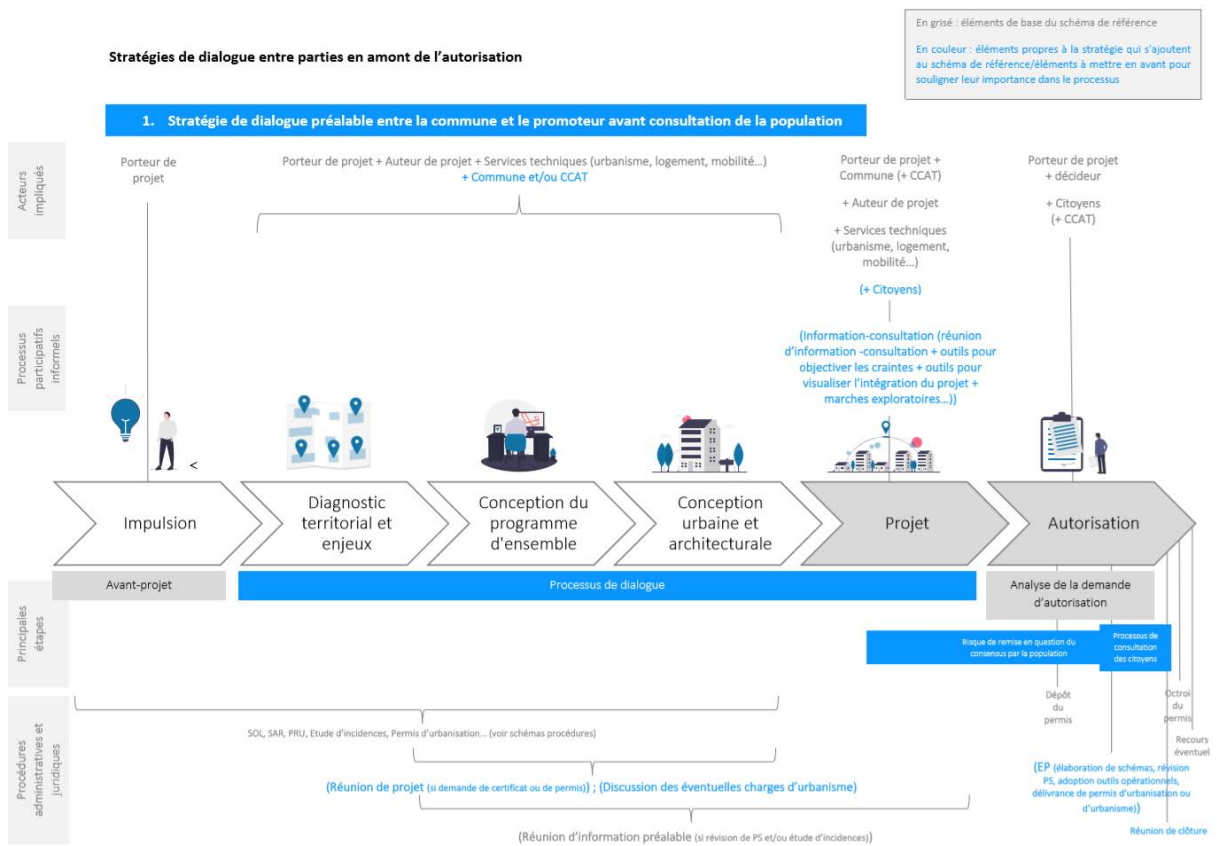 En grisé : éléments de base du schéma de référence
En couleur : éléments propres à la stratégie qui s'ajoutent
au schéma de référence/éléments à mettre en avant pour
souligner leur importance dans le processus
Stratégies de dialogue entre parties en amont de l'autorisation
1. Stratégie de dialogue préalable entre la commune et le promoteur avant consultation de la population
Acteurs
impliqués
Porteur de
projet
Porteur de projet + Auteur de projet + Services techniques (urbanisme, logement, mobilité...)
+ Commune et/ou CCAT
Porteur de projet +
Commune (+ CCAT)
+ Auteur de projet
+ Services techniques
(urbanisme, logement,
mobilité...)
(+ Citoyens)
Porteur de projet
+ décideur
+ Citoyens
(+ CCAT)
Processus
participatifs
informels
(Information-consultation (réunion
d'information -consultation + outils pour
objectiver les craintes + outils pour
visualiser l'intégration du projet +
marches exploratoires...))
<
Impulsion
Diagnostic
territorial et
enjeux
Conception du
programme
d'ensemble
Conception
urbaine et
architecturale
Projet
Autorisation
Principales
étapes
Avant-projet
Processus de dialogue
Analyse de la demande
d'autorisation
Risque de remise en question du
consensus par la population
Processus de
consultation
des citoyens
Dépôt
du
permis
Octroi
du
permis
Recours
éventuel
Procédures
administratives et
juridiques
SOL, SAR, PRU, Etude d'incidences, Permis d'urbanisation... (voir schémas procédures)
(Réunion de projet (si demande de certificat ou de permis)) ; (Discussion des éventuelles charges d'urbanisme)
(Réunion d'information préalable (si révision de PS et/ou étude d'incidences))
(EP (élaboration de schémas, révision
PS, adoption outils opérationnels,
délivrance de permis d'urbanisation ou
d'urbanisme))
Réunion de clôture